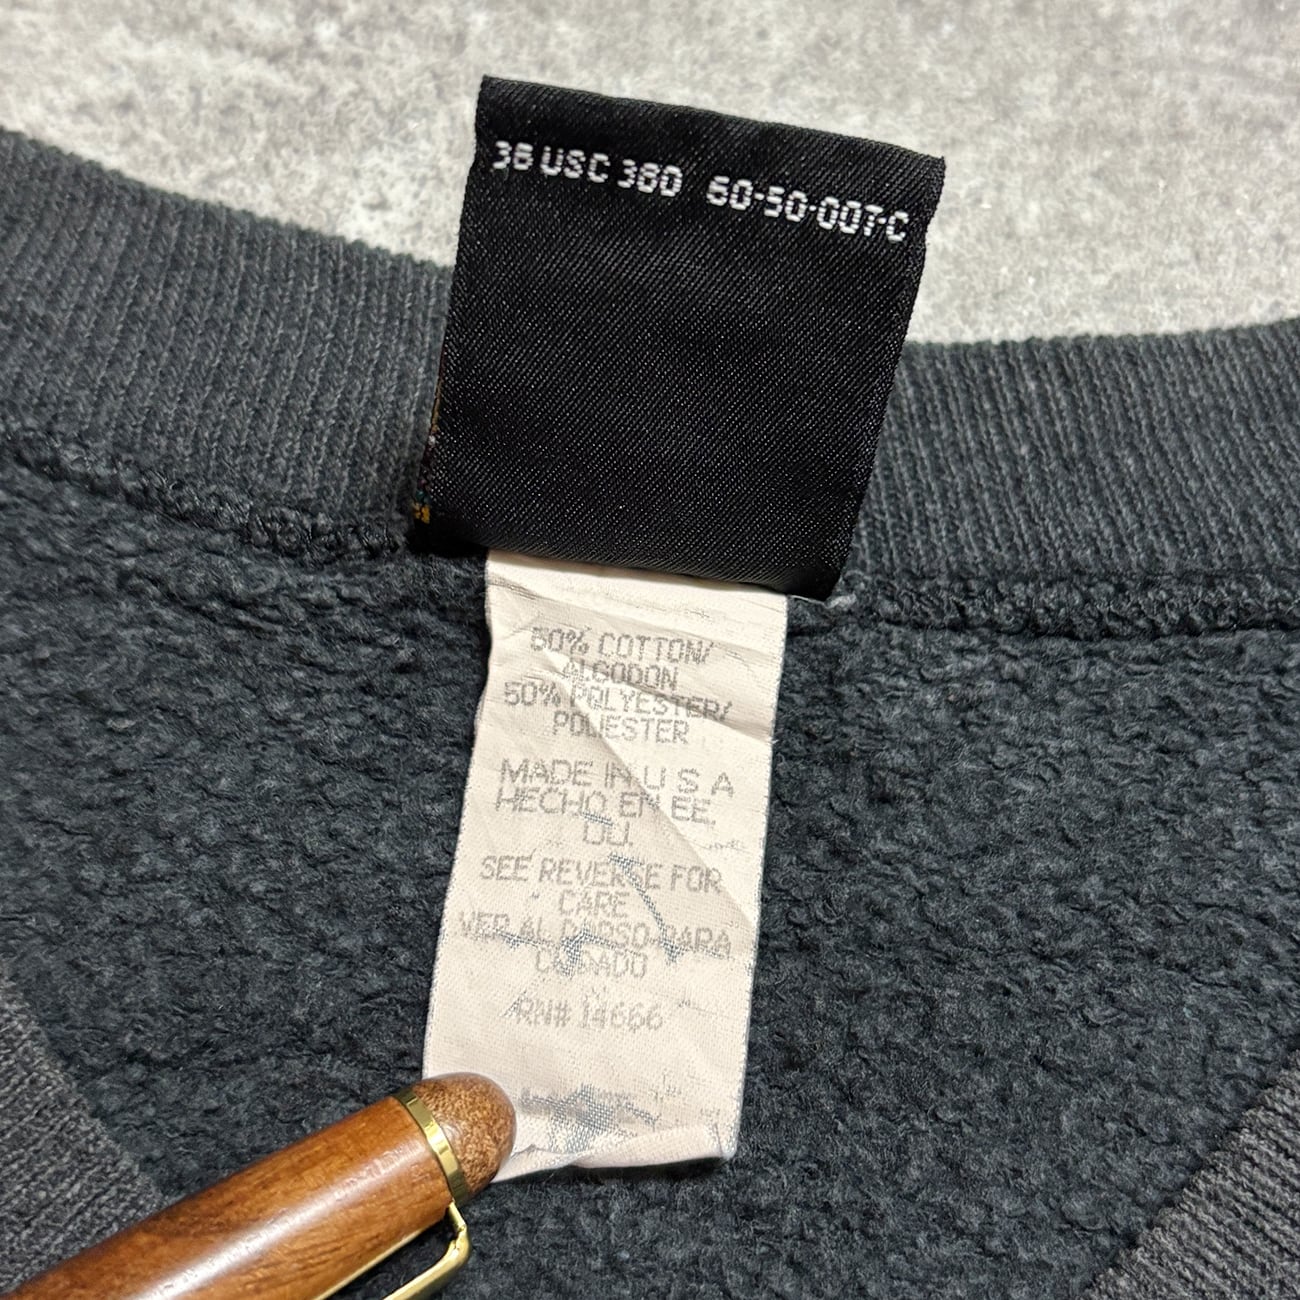 36 USC 380 60-50-007-C
50% COTTON/
ALGODON
50% POLYESTER/
POLIESTER
MADE IN U S A
HECHO EN EE.
UU.
SEE REVERSE FOR
CARE
VER AL DORSO PARA
CUIDADO
RN# 14666